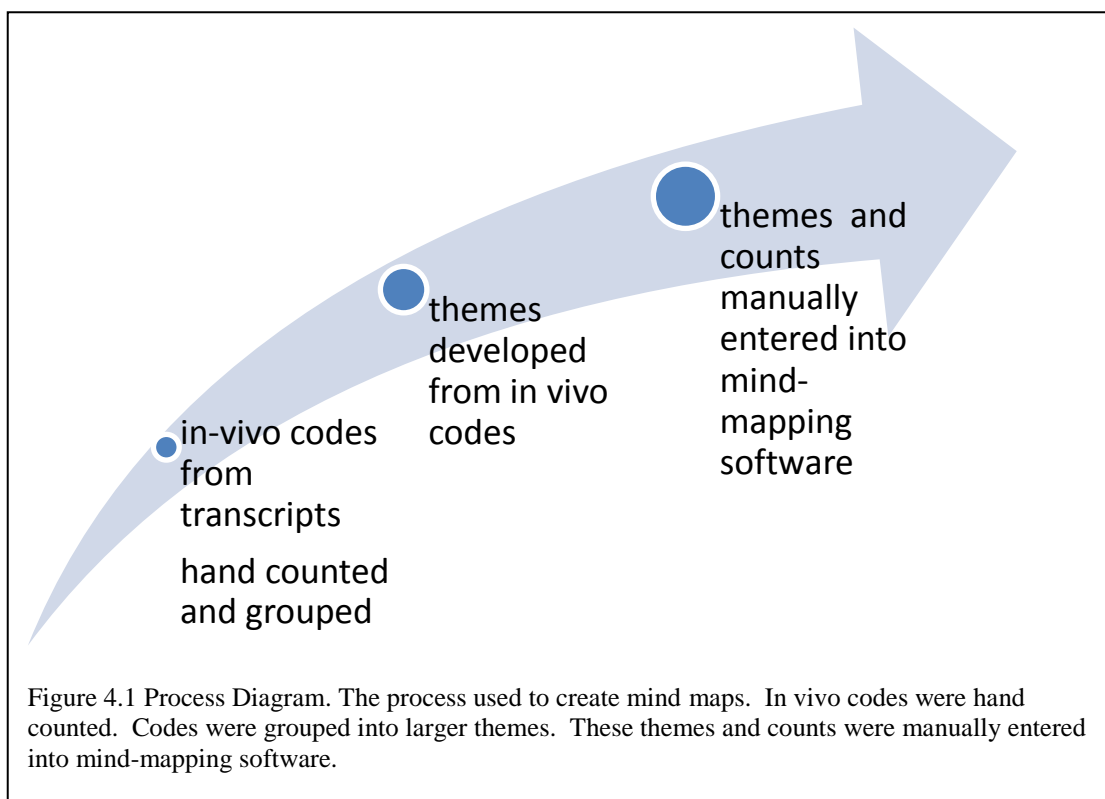 in-vivo codes
from
transcripts
hand counted
and grouped
themes
developed
from in vivo
codes
themes and
counts
manually
entered into
mind-
mapping
software
Figure 4.1 Process Diagram. The process used to create mind maps. In vivo codes were hand
counted. Codes were grouped into larger themes. These themes and counts were manually entered
into mind-mapping software.